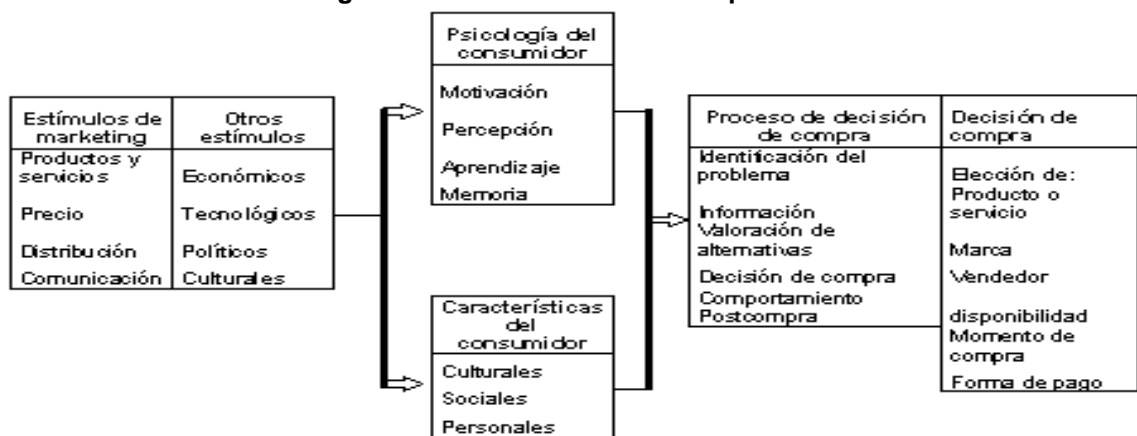 Psicología del
consumidor
Motivación
Percepción
Aprendizaje
Memoria
Estímulos de
marketing
Productos y
servicios
Precio
Distribución
Comunicación
Otros
estímulos
Económicos
Tecnológicos
Políticos
Culturales
Características
del
consumidor
Culturales
Sociales
Personales
Proceso de decisión
de compra
Identificación del
problema
Información
Valoración de
alternativas
Decisión de compra
Comportamiento
Postcompra
Decisión de
compra
Elección de:
Producto o
servicio
Marca
Vendedor
disponibilidad
Momento de
compra
Forma de pago